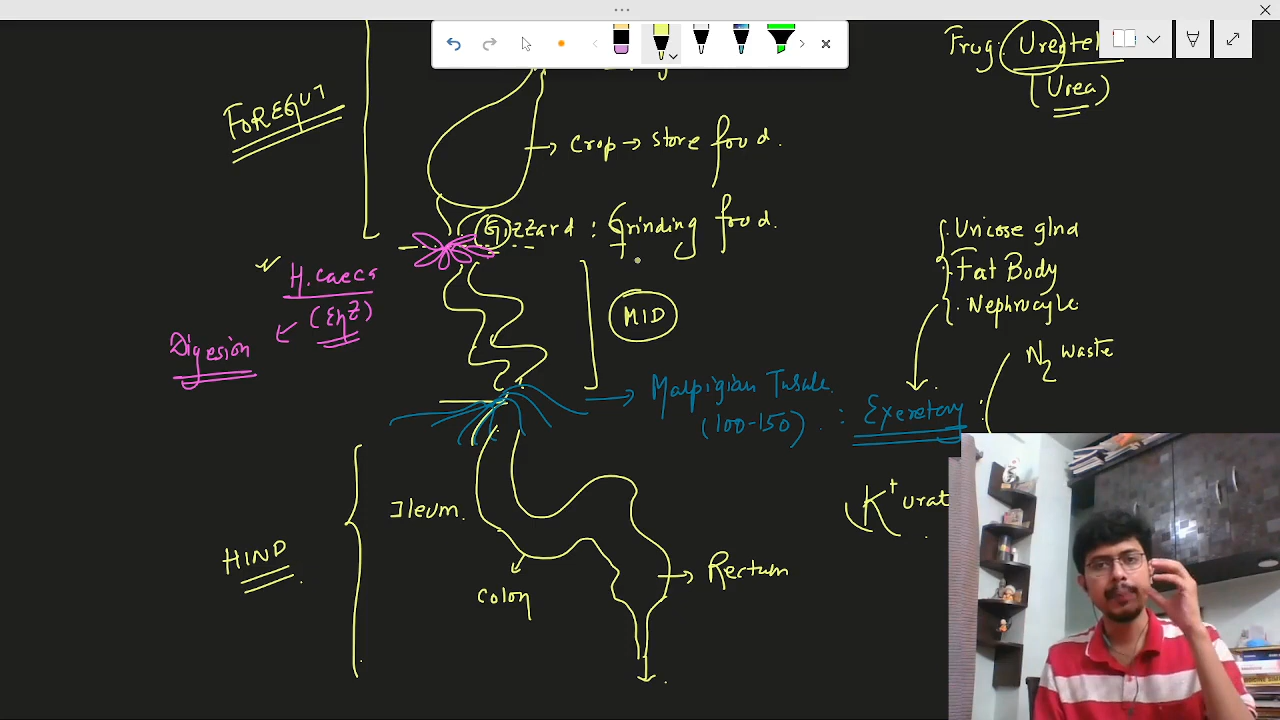 Frog: Ureotel
(Urea)
FOREGUT
Crop → store food.
Gizzard : Grinding food.
H. caeca
(Enz)
Digesion
MID
Uricose glnd
Fat Body
Nephrocyte
N2 waste
Malpigian Tubule.
(100-150) : Excretory :
K+ urat
Ileum.
HIND
colon
Rectum